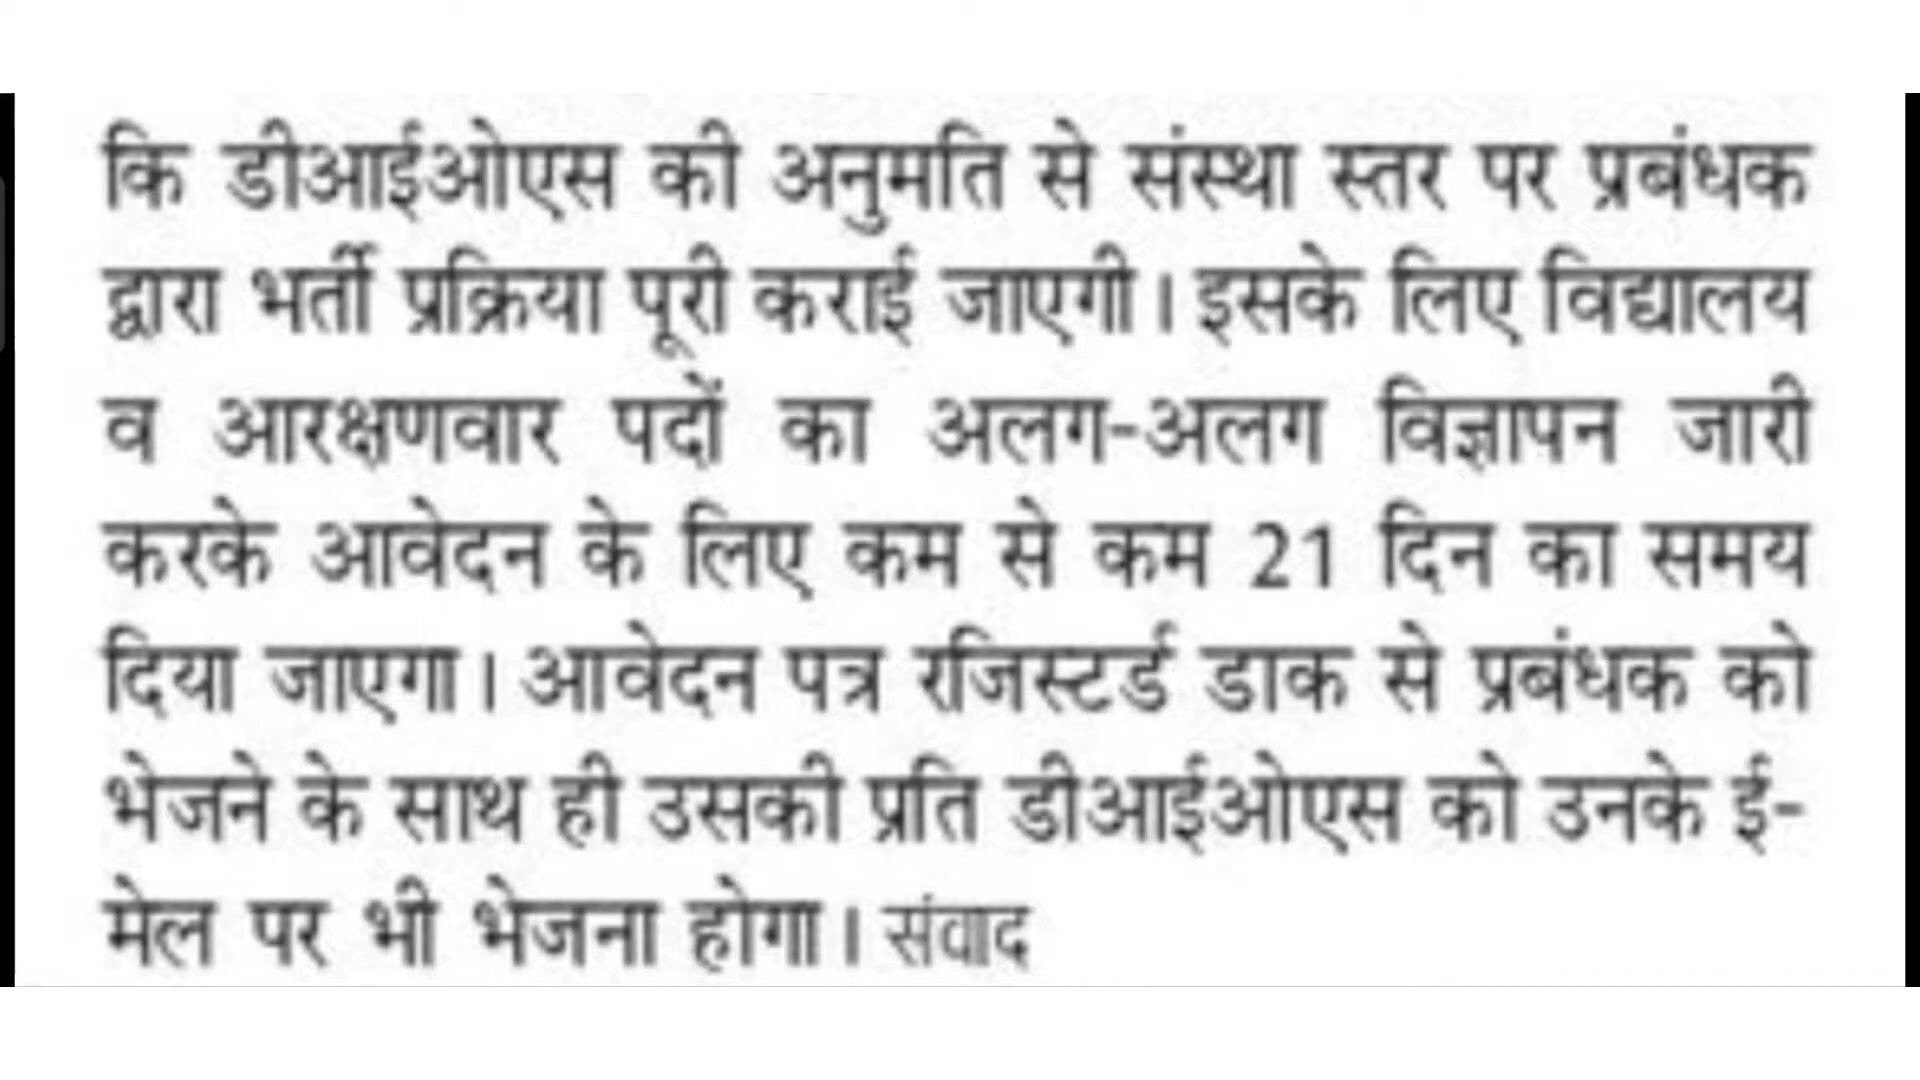 कि डीआईओएस की अनुमति से संस्था स्तर पर प्रबंधक
द्वारा भर्ती प्रक्रिया पूरी कराई जाएगी। इसके लिए विद्यालय
व आरक्षणवार पदों का अलग-अलग विज्ञापन जारी
करके आवेदन के लिए कम से कम 21 दिन का समय
दिया जाएगा। आवेदन पत्र रजिस्टर्ड डाक से प्रबंधक को
भेजने के साथ ही उसकी प्रति डीआईओएस को उनके ई-
मेल पर भी भेजना होगा। संवाद